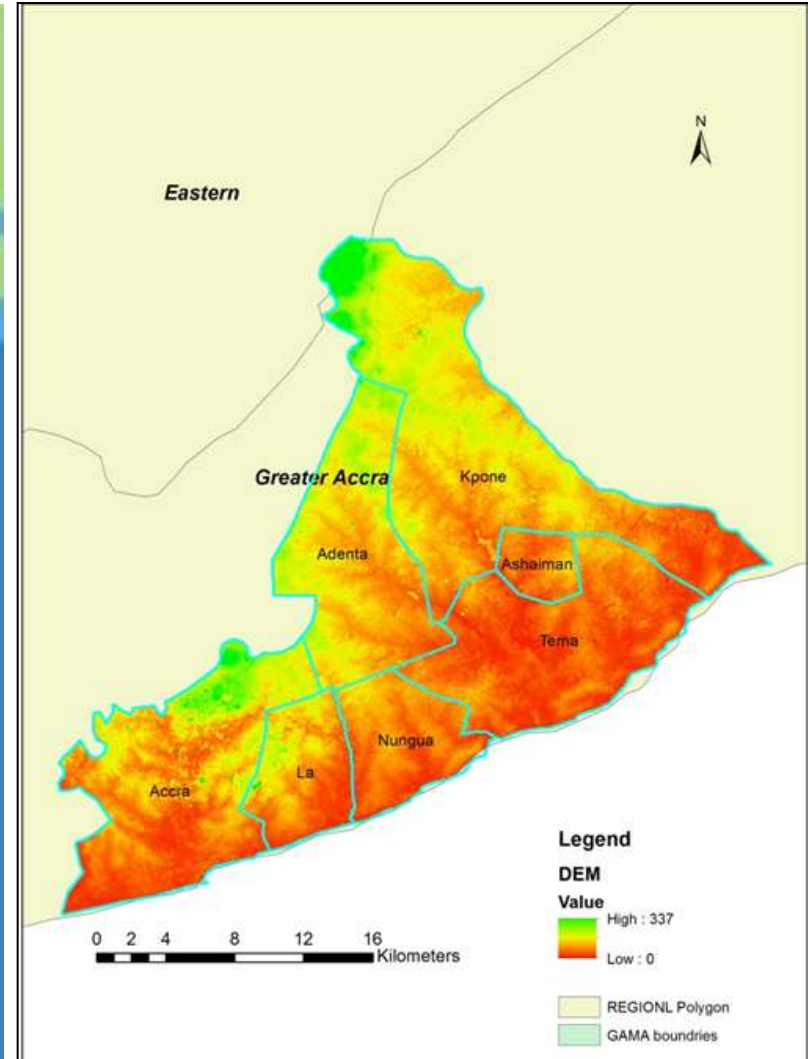 N
Eastern
Greater Accra
Kpone
Adenta
Ashaiman
Tema
Nungua
La
Accra
Legend
DEM
Value
High : 337
Low : 0
0 2 4 8 12 16
Kilometers
REGIONL Polygon
GAMA boundries